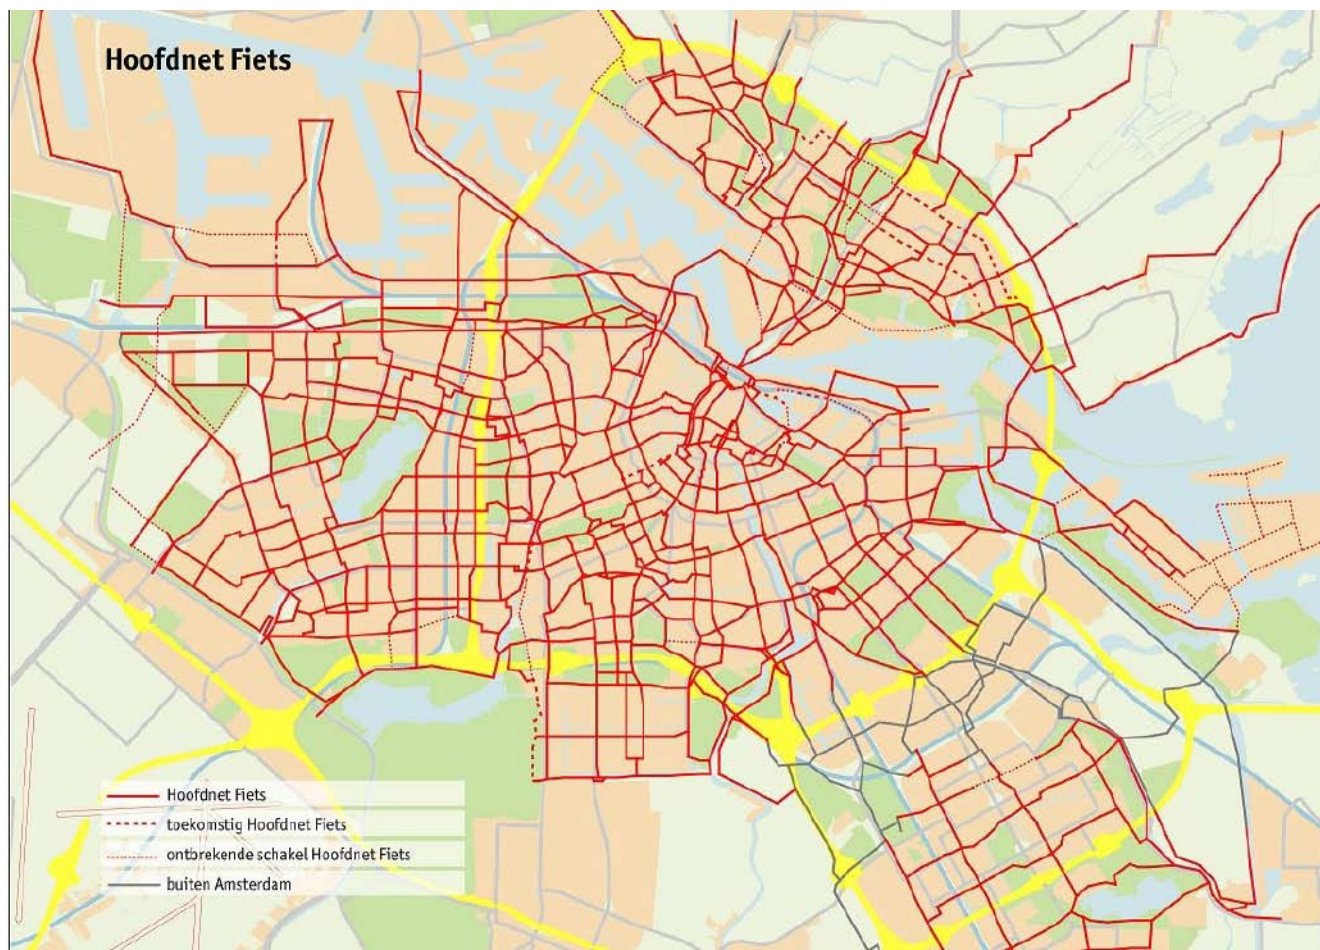 Hoofdnet Fiets
Hoofdnet Fiets
toekomstig Hoofdnet Fiets
ontbrekende schakel Hoofdnet Fiets
buiten Amsterdam